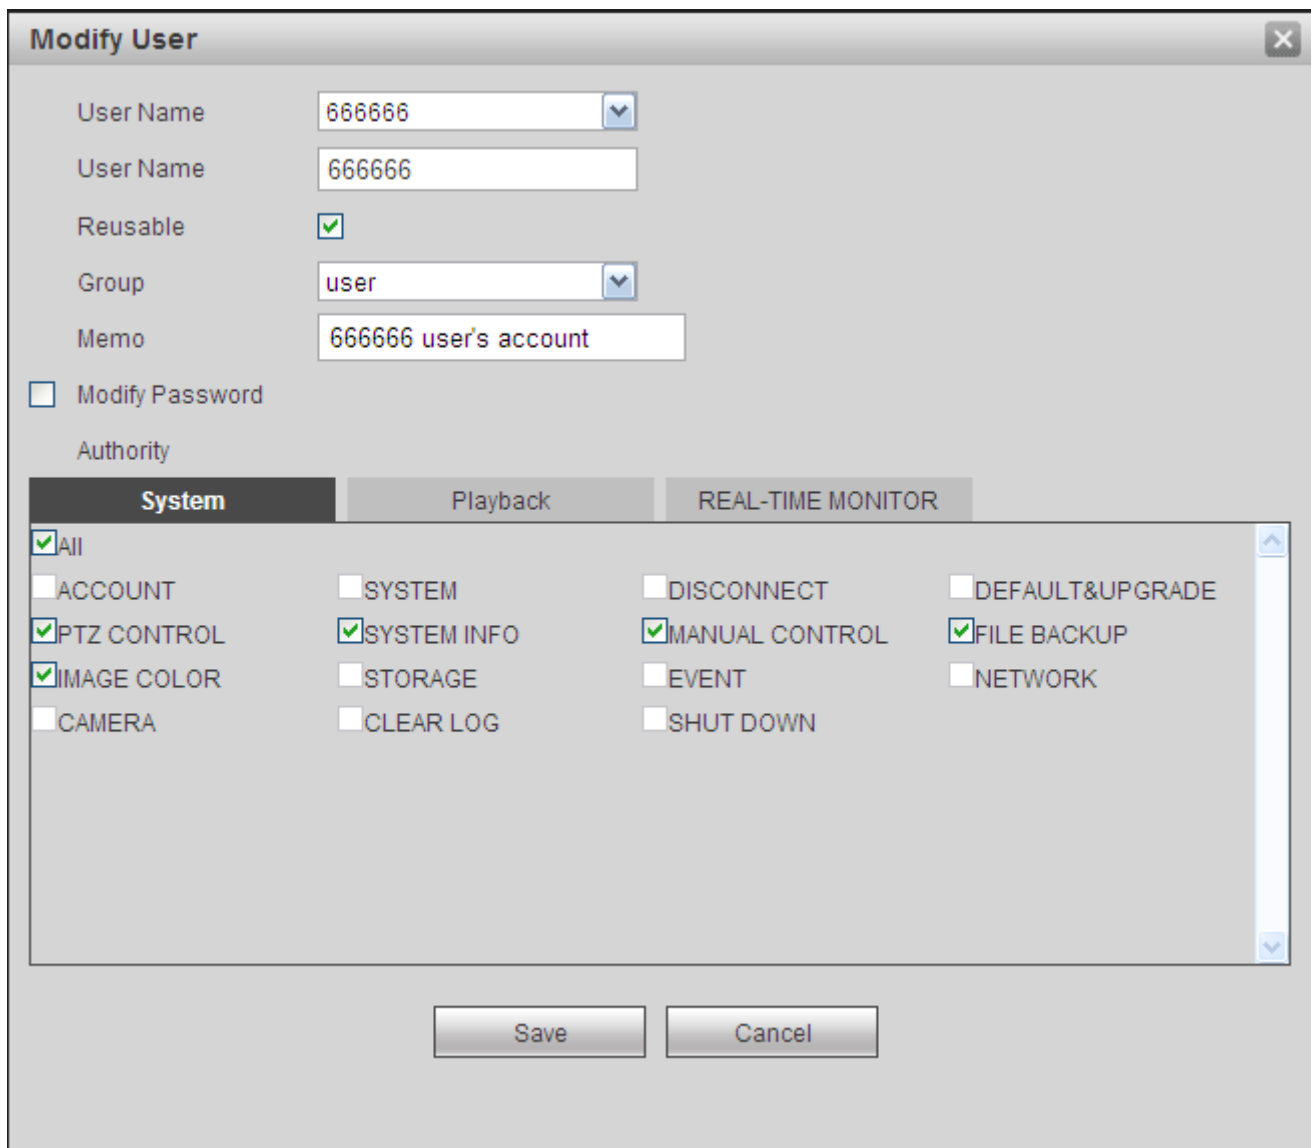 Modify User
User Name 666666
User Name 666666
Reusable
Group user
Memo 666666 user's account
Modify Password
Authority
System Playback REAL-TIME MONITOR
All
ACCOUNT SYSTEM DISCONNECT DEFAULT&UPGRADE
PTZ CONTROL SYSTEM INFO MANUAL CONTROL FILE BACKUP
IMAGE COLOR STORAGE EVENT NETWORK
CAMERA CLEAR LOG SHUT DOWN
Save Cancel